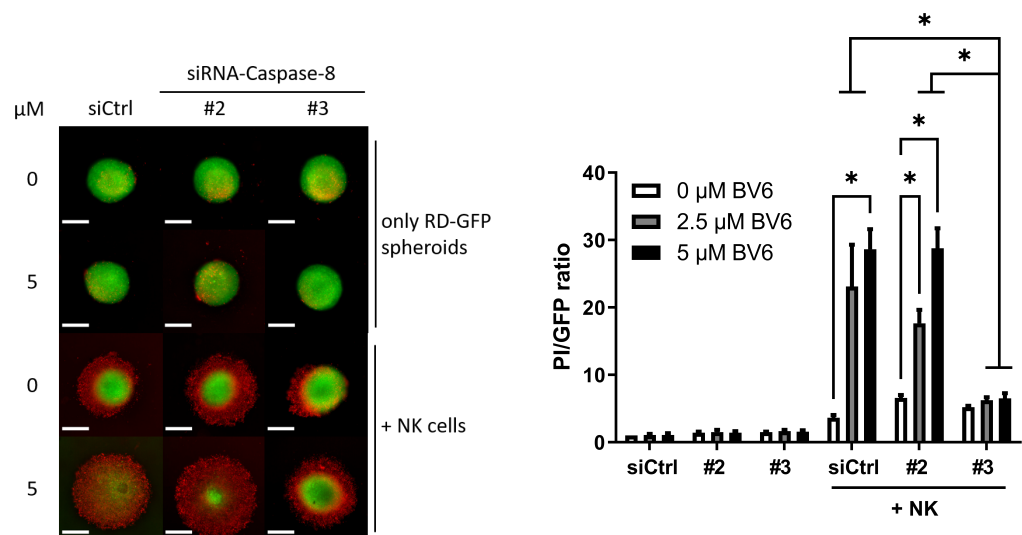 siRNA-Caspase-8
µM siCtrl #2 #3
0
only RD-GFP
spheroids
5
0
+ NK cells
5
*
*
*
* *
0 µM BV6
2.5 µM BV6
5 µM BV6
PI/GFP ratio
40
30
20
10
0
siCtrl #2 #3 siCtrl #2 #3
+ NK